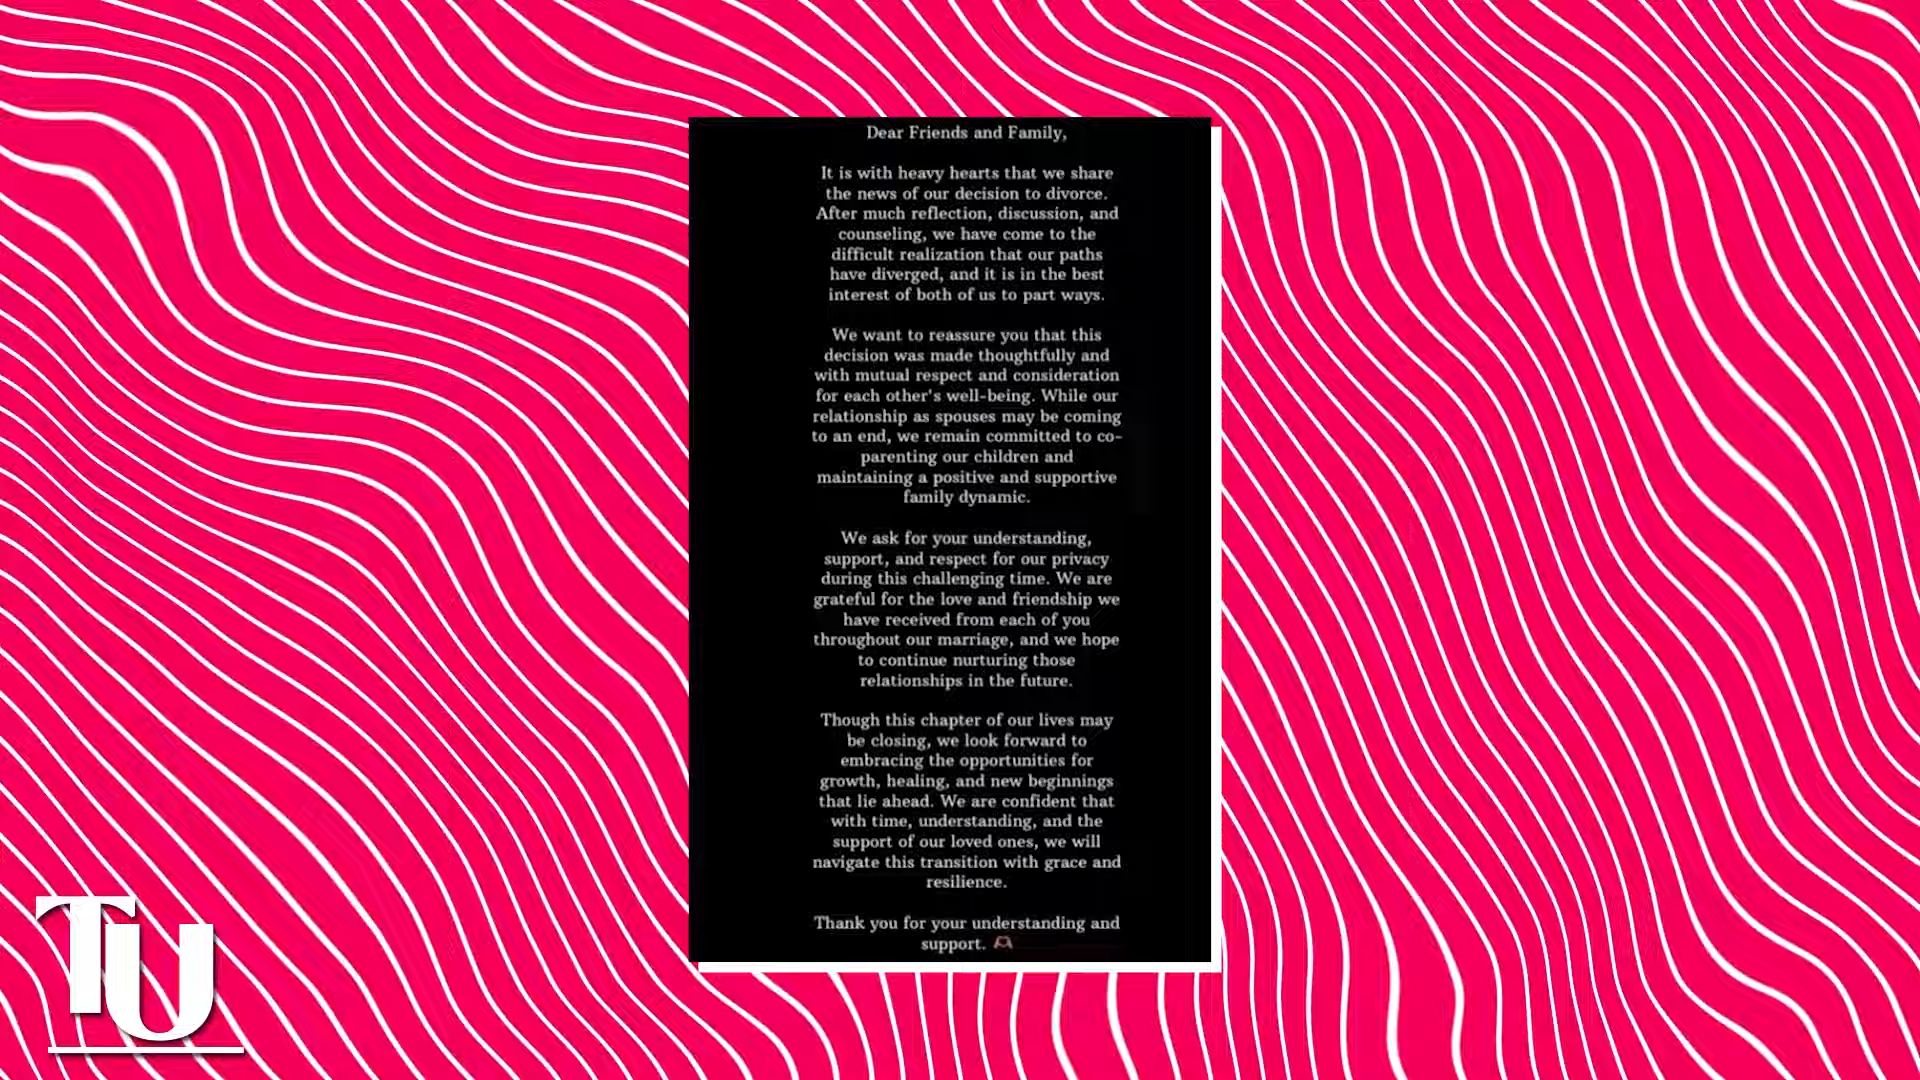 Dear Friends and Family,
It is with heavy hearts that we share
the news of our decision to divorce.
After much reflection, discussion, and
counseling, we have come to the
difficult realization that our paths
have diverged, and it is in the best
interest of both of us to part ways.
We want to reassure you that this
decision was made thoughtfully and
with mutual respect and consideration
for each other's well-being. While our
relationship as spouses may be coming
to an end, we remain committed to co-
parenting our children and
maintaining a positive and supportive
family dynamic.
We ask for your understanding,
support, and respect for our privacy
during this challenging time. We are
grateful for the love and friendship we
have received from each of you
throughout our marriage, and we hope
to continue nurturing those
relationships in the future.
Though this chapter of our lives may
be closing, we look forward to
embracing the opportunities for
growth, healing, and new beginnings
that lie ahead. We are confident that
with time, understanding, and the
support of our loved ones, we will
navigate this transition with grace and
resilience.
Thank you for your understanding and
support.
TU